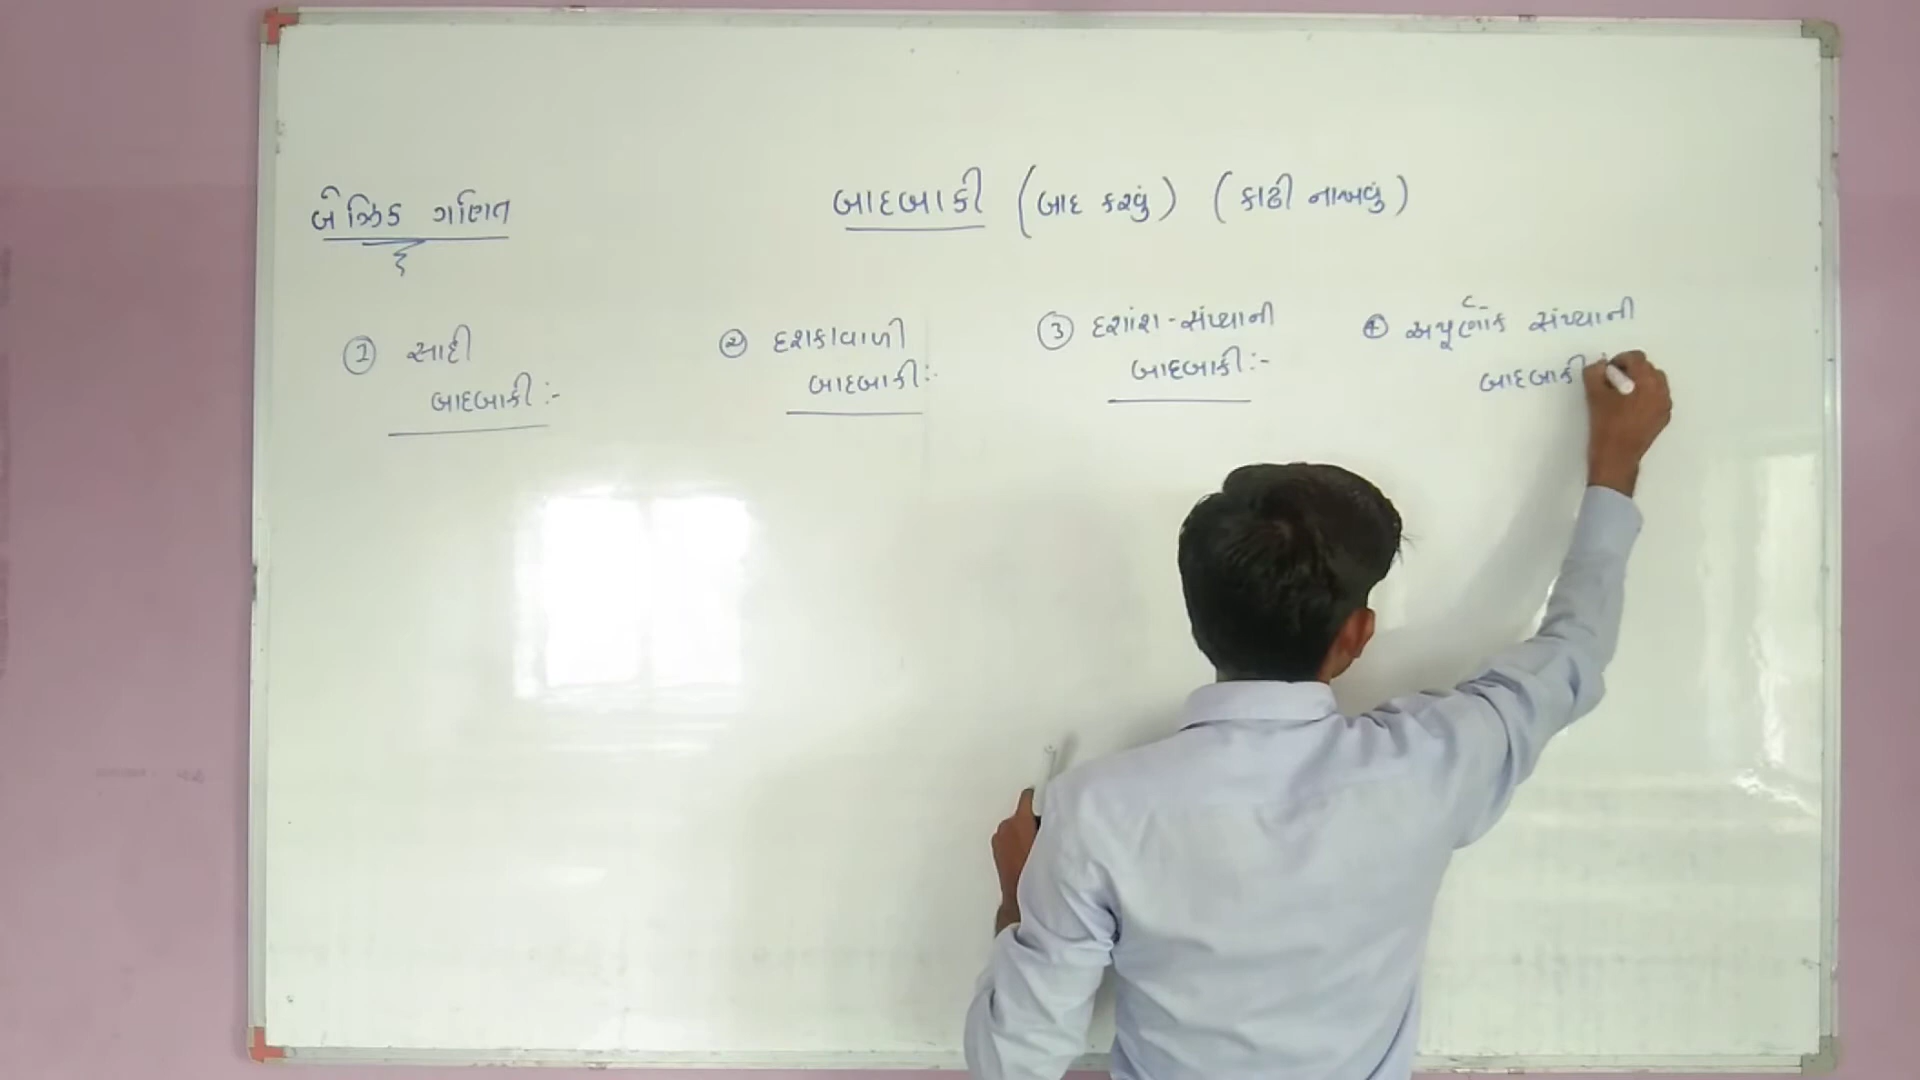 બેઝિક ગણિત
બાદબાકી (બાદ કરવું) (કાઢી નાખવું)
① સાદી
બાદબાકી :-
② દશકાવાળી
બાદબાકી :-
③ દશાંશ-સંખ્યાની
બાદબાકી :-
④ અપૂર્ણાંક સંખ્યાની
બાદબાકી